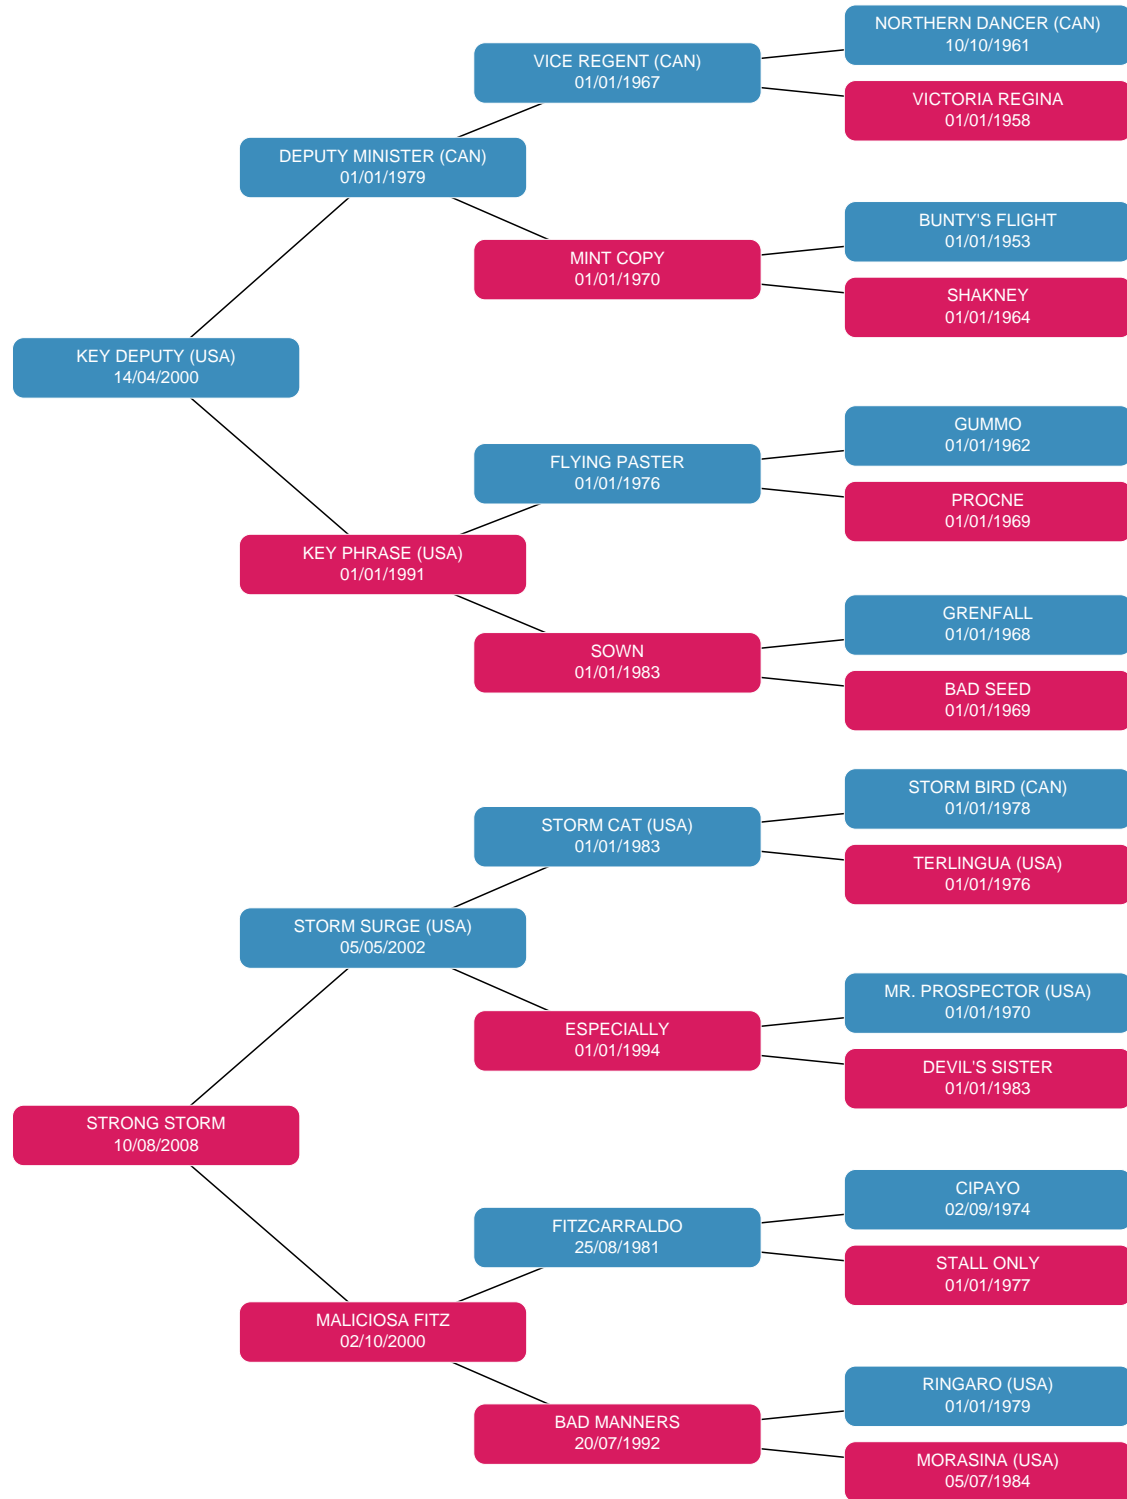 NORTHERN DANCER (CAN)
10/10/1961
VICE REGENT (CAN)
01/01/1967
VICTORIA REGINA
01/01/1958
DEPUTY MINISTER (CAN)
01/01/1979
BUNTY'S FLIGHT
01/01/1953
MINT COPY
01/01/1970
SHAKNEY
01/01/1964
KEY DEPUTY (USA)
14/04/2000
GUMMO
01/01/1962
FLYING PASTER
01/01/1976
PROCNE
01/01/1969
KEY PHRASE (USA)
01/01/1991
GRENFALL
01/01/1968
SOWN
01/01/1983
BAD SEED
01/01/1969
STORM BIRD (CAN)
01/01/1978
STORM CAT (USA)
01/01/1983
TERLINGUA (USA)
01/01/1976
STORM SURGE (USA)
05/05/2002
MR. PROSPECTOR (USA)
01/01/1970
ESPECIALLY
01/01/1994
DEVIL'S SISTER
01/01/1983
STRONG STORM
10/08/2008
CIPAYO
02/09/1974
FITZCARRALDO
25/08/1981
STALL ONLY
01/01/1977
MALICIOSA FITZ
02/10/2000
RINGARO (USA)
01/01/1979
BAD MANNERS
20/07/1992
MORASINA (USA)
05/07/1984